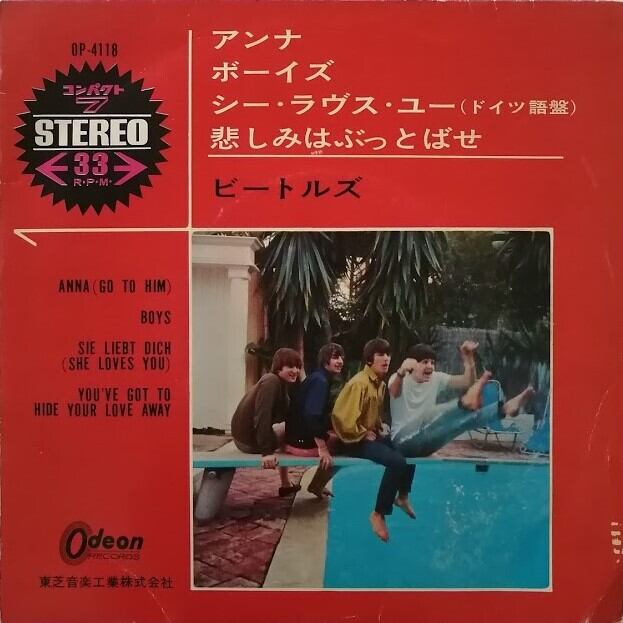 OP-4118
コンパクト
7
STEREO
33
R・P・M・
アンナ
ボーイズ
シー・ラヴス・ユー(ドイツ語盤)
悲しみはぶっとばせ
ビートルズ
ANNA (GO TO HIM)
BOYS
SIE LIEBT DICH
(SHE LOVES YOU)
YOU'VE GOT TO
HIDE YOUR LOVE AWAY
Odeon
RECORDS
東芝音楽工業株式会社